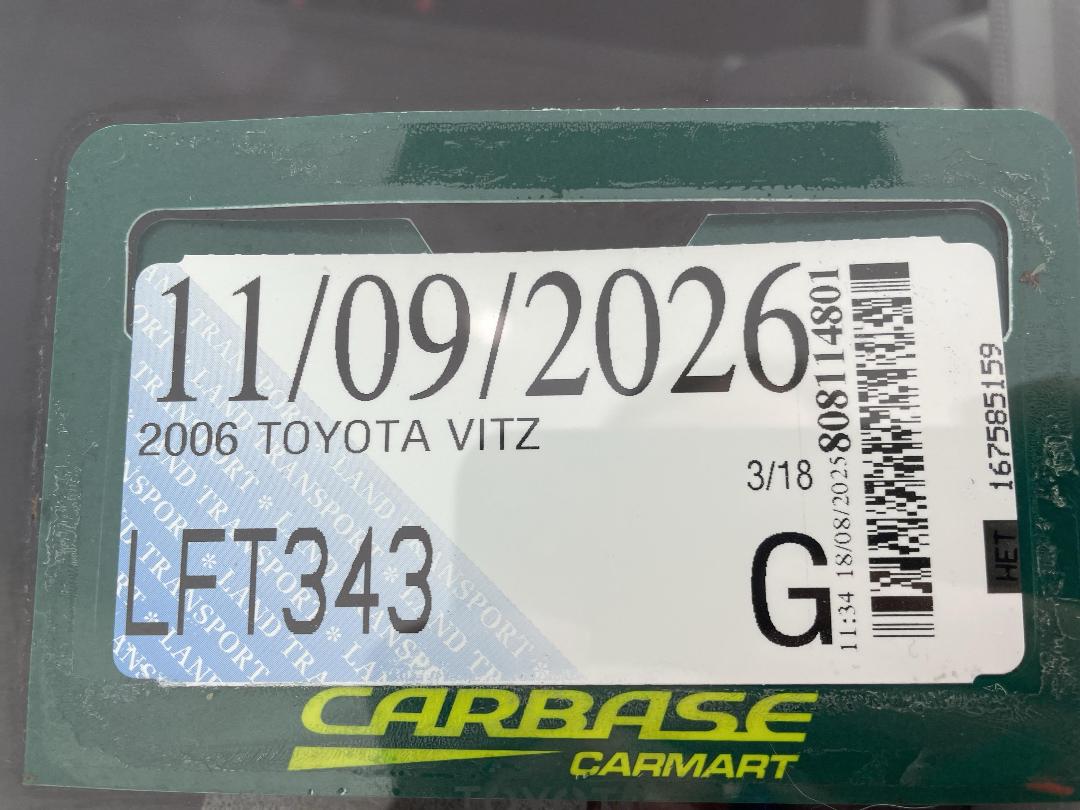 11/09/2026
2006 TOYOTA VITZ
3/18
LFT343
G
11:34 18/08/2025 808114801
167585159
HET
CARBASE
CARMART
TOYOTA